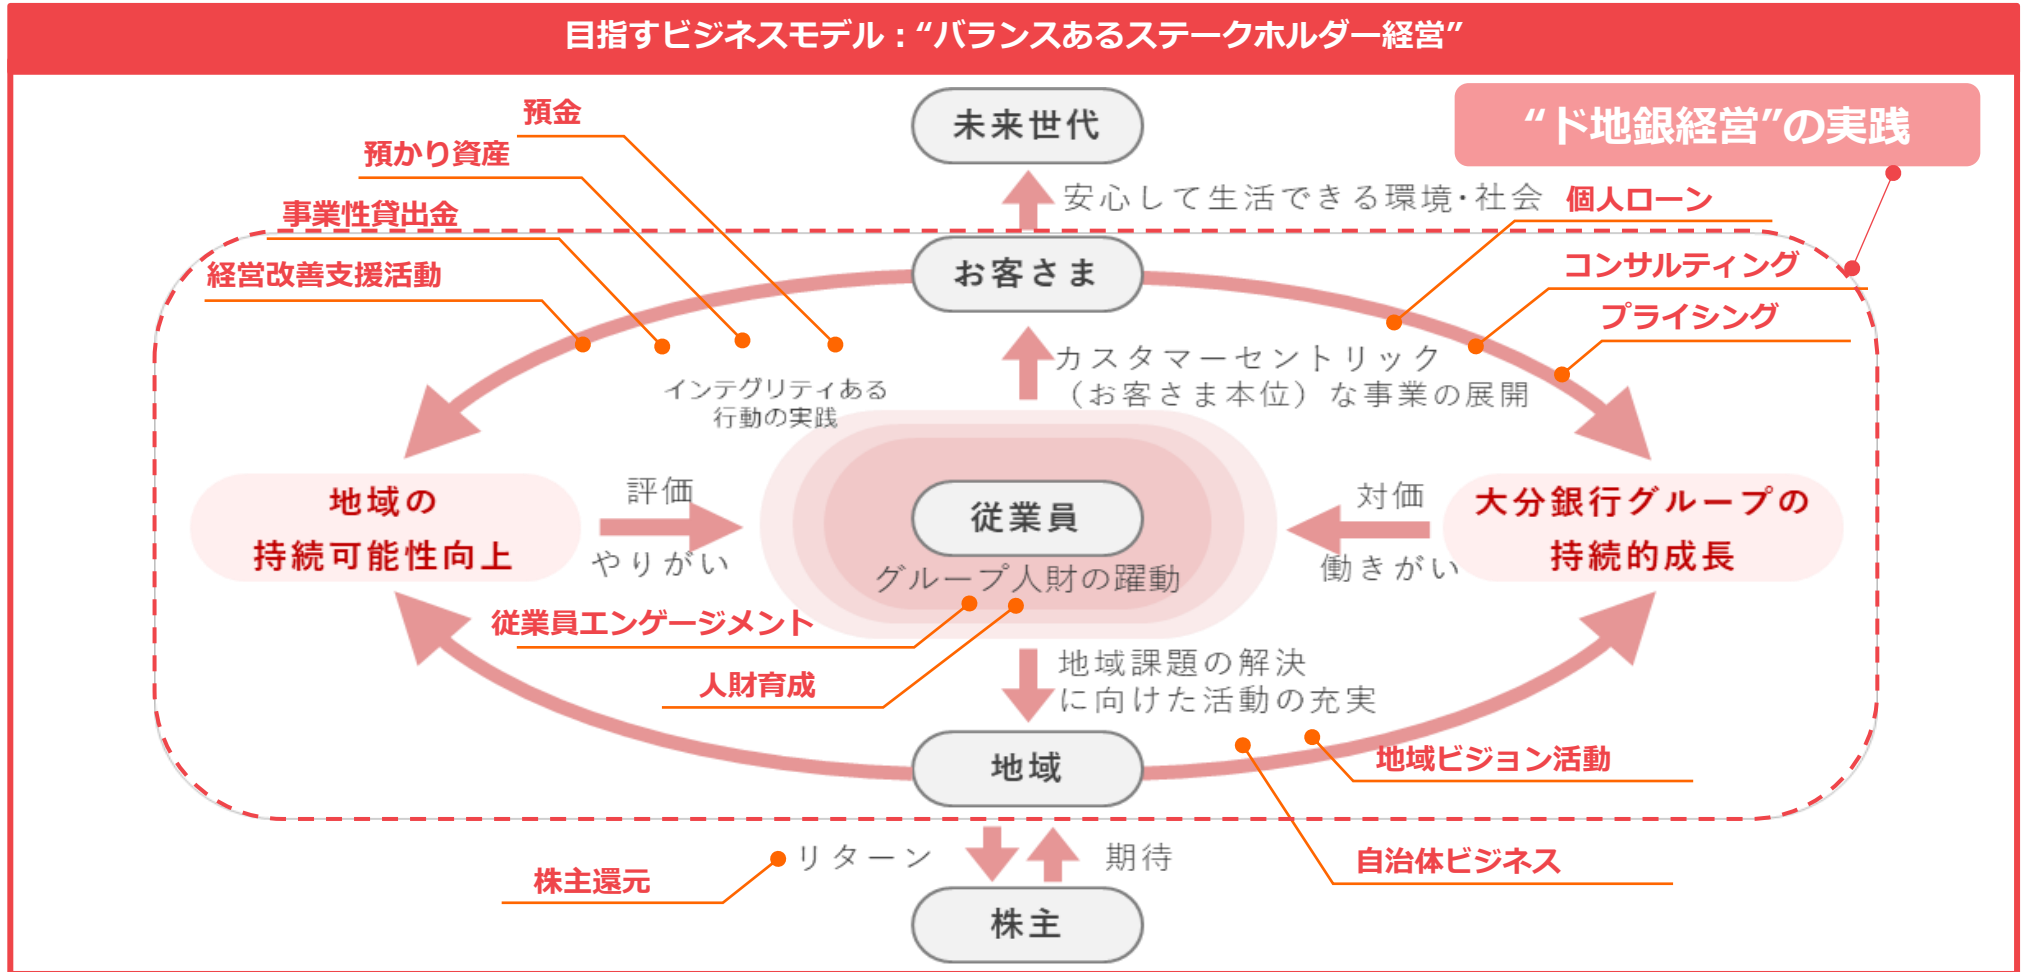 目指すビジネスモデル：“バランスあるステークホルダー経営”
“ド地銀経営”の実践
未来世代
預金
預かり資産
事業性貸出金
経営改善支援活動
安心して生活できる環境・社会
個人ローン
コンサルティング
プライシング
お客さま
カスタマーセントリック
（お客さま本位）な事業の展開
インテグリティある
行動の実践
地域の
持続可能性向上
評価
やりがい
従業員
グループ人財の躍動
対価
働きがい
大分銀行グループの
持続的成長
従業員エンゲージメント
人財育成
地域課題の解決
に向けた活動の充実
地域
地域ビジョン活動
自治体ビジネス
株主還元
リターン
期待
株主